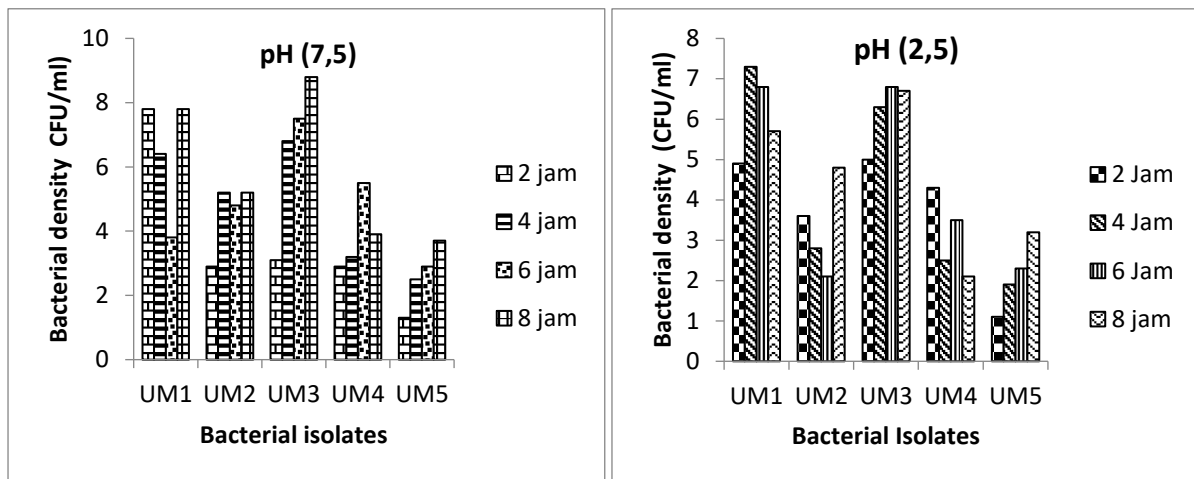 pH (7,5)
Bacterial density CFU/ml
10
8
6
4
2
0
UM1 UM2 UM3 UM4 UM5
Bacterial isolates
2 jam
4 jam
6 jam
8 jam
pH (2,5)
Bacterial density (CFU/ml)
8
7
6
5
4
3
2
1
0
UM1 UM2 UM3 UM4 UM5
Bacterial Isolates
2 Jam
4 Jam
6 Jam
8 jam